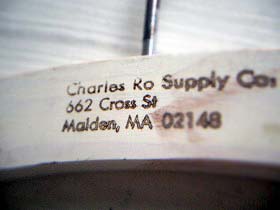 Charles Ro Supply Co.
662 Cross St
Malden, MA 02148